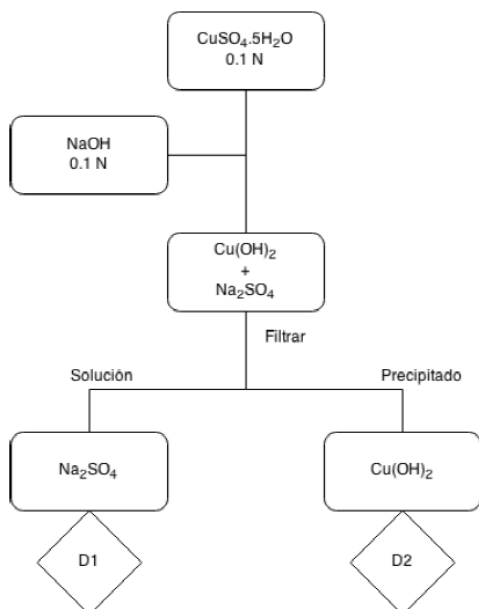 CuSO₄.5H₂O
0.1 N
NaOH
0.1 N
Cu(OH)₂
+
Na₂SO₄
Filtrar
Solución
Precipitado
Na₂SO₄
Cu(OH)₂
D1
D2